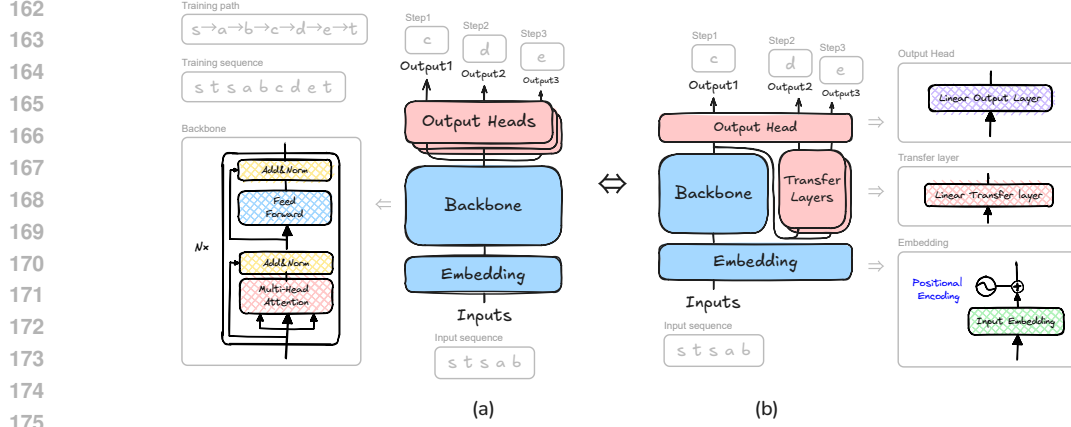 162
163
164
165
166
167
168
169
170
171
172
173
174
175
Training path
s→a→b→c→d→e→t
Training sequence
s t s a b c d e t
Backbone
Add&Norm
Feed
Forward
N×
Add&Norm
Multi-Head
Attention
⇐
Step1
c
Output1
Step2
d
Output2
Step3
e
Output3
Output Heads
Backbone
Embedding
Inputs
Input sequence
s t s a b
(a)
⇔
Step1
c
Output1
Step2
d
Output2
Step3
e
Output3
Output Head
Backbone
Transfer
Layers
Embedding
Inputs
Input sequence
s t s a b
(b)
⇒
Output Head
Linear Output Layer
⇒
Transfer layer
Linear Transfer layer
⇒
Embedding
Positional
Encoding
Input Embedding